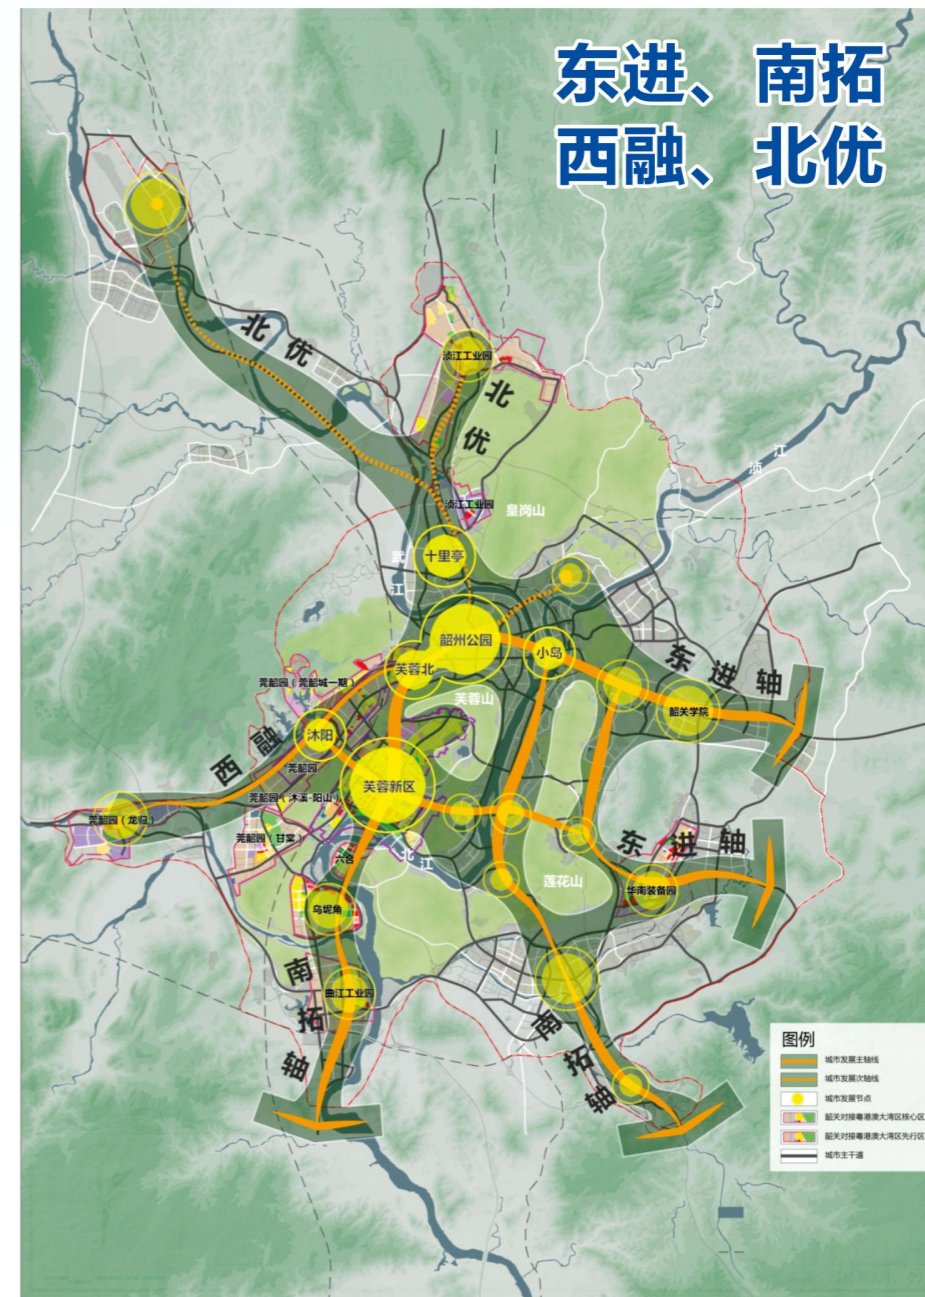 东进、南拓
西融、北优
北优
浈江工业园
北优
浈江
浈江工业园
皇岗山
十里亭
武江
韶州公园
小岛
芙蓉北
东进轴
莞韶园（莞韶城一期）
芙蓉山
韶关学院
沐阳
西融
莞韶园
芙蓉新区
莞韶园（沐溪-阳山）
莞韶园（龙归）
莞韶园（甘棠）
东进轴
六合
北江
莲花山
华南装备园
乌坭角
南拓轴
曲江工业园
南拓轴
图例
城市发展主轴线
城市发展次轴线
城市发展节点
韶关对接粤港澳大湾区核心区
韶关对接粤港澳大湾区先行区
城市主干道